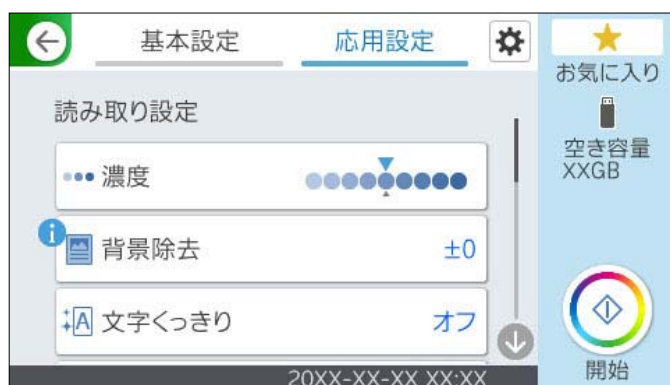 基本設定
応用設定
お気に入り
読み取り設定
空き容量
XXGB
濃度
i
背景除去
±0
A
文字くっきり
オフ
開始
20XX-XX-XX XX:XX